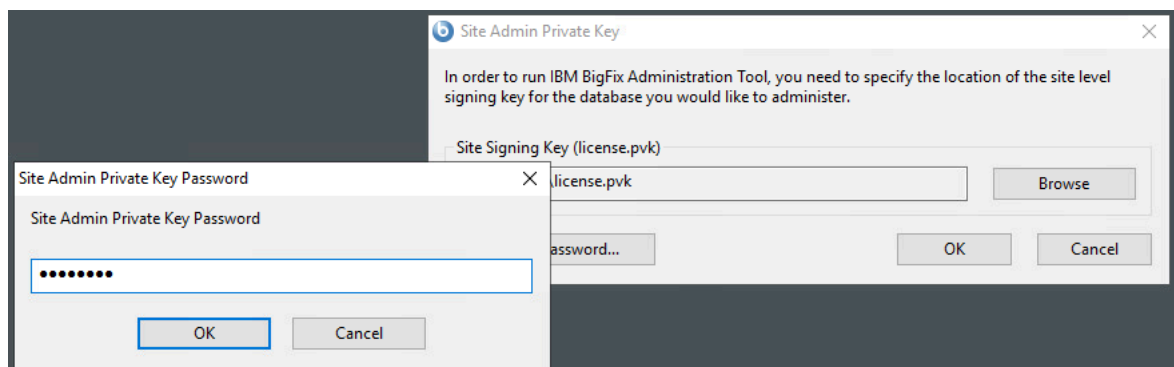 Site Admin Private Key
In order to run IBM BigFix Administration Tool, you need to specify the location of the site level
signing key for the database you would like to administer.
Site Signing Key (license.pvk)
\license.pvk
Browse
assword...
OK
Cancel
Site Admin Private Key Password
Site Admin Private Key Password
••••••••
OK
Cancel